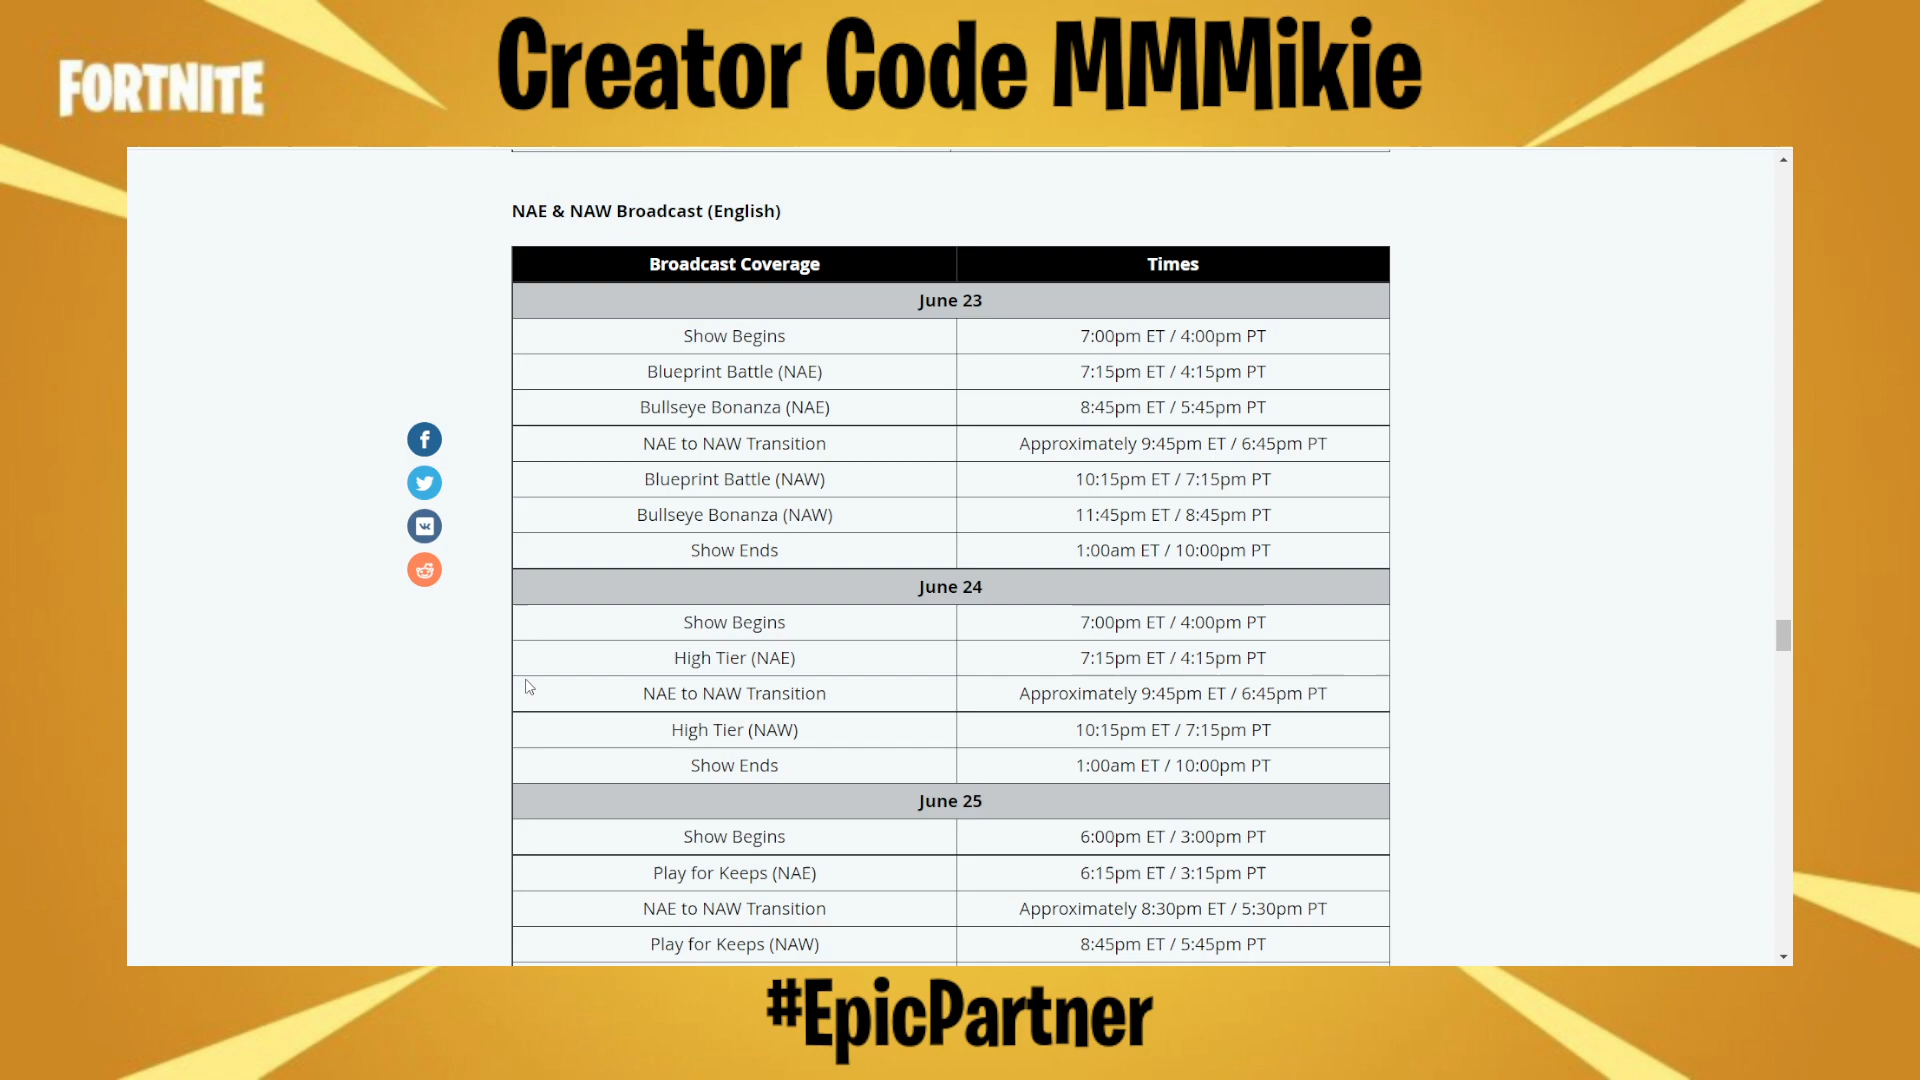 Creator Code MMMikie
FORTNITE
NAE & NAW Broadcast (English)
Broadcast Coverage Times
June 23
Show Begins 7:00pm ET / 4:00pm PT
Blueprint Battle (NAE) 7:15pm ET / 4:15pm PT
Bullseye Bonanza (NAE) 8:45pm ET / 5:45pm PT
NAE to NAW Transition Approximately 9:45pm ET / 6:45pm PT
Blueprint Battle (NAW) 10:15pm ET / 7:15pm PT
Bullseye Bonanza (NAW) 11:45pm ET / 8:45pm PT
Show Ends 1:00am ET / 10:00pm PT
June 24
Show Begins 7:00pm ET / 4:00pm PT
High Tier (NAE) 7:15pm ET / 4:15pm PT
NAE to NAW Transition Approximately 9:45pm ET / 6:45pm PT
High Tier (NAW) 10:15pm ET / 7:15pm PT
Show Ends 1:00am ET / 10:00pm PT
June 25
Show Begins 6:00pm ET / 3:00pm PT
Play for Keeps (NAE) 6:15pm ET / 3:15pm PT
NAE to NAW Transition Approximately 8:30pm ET / 5:30pm PT
Play for Keeps (NAW) 8:45pm ET / 5:45pm PT
#EpicPartner